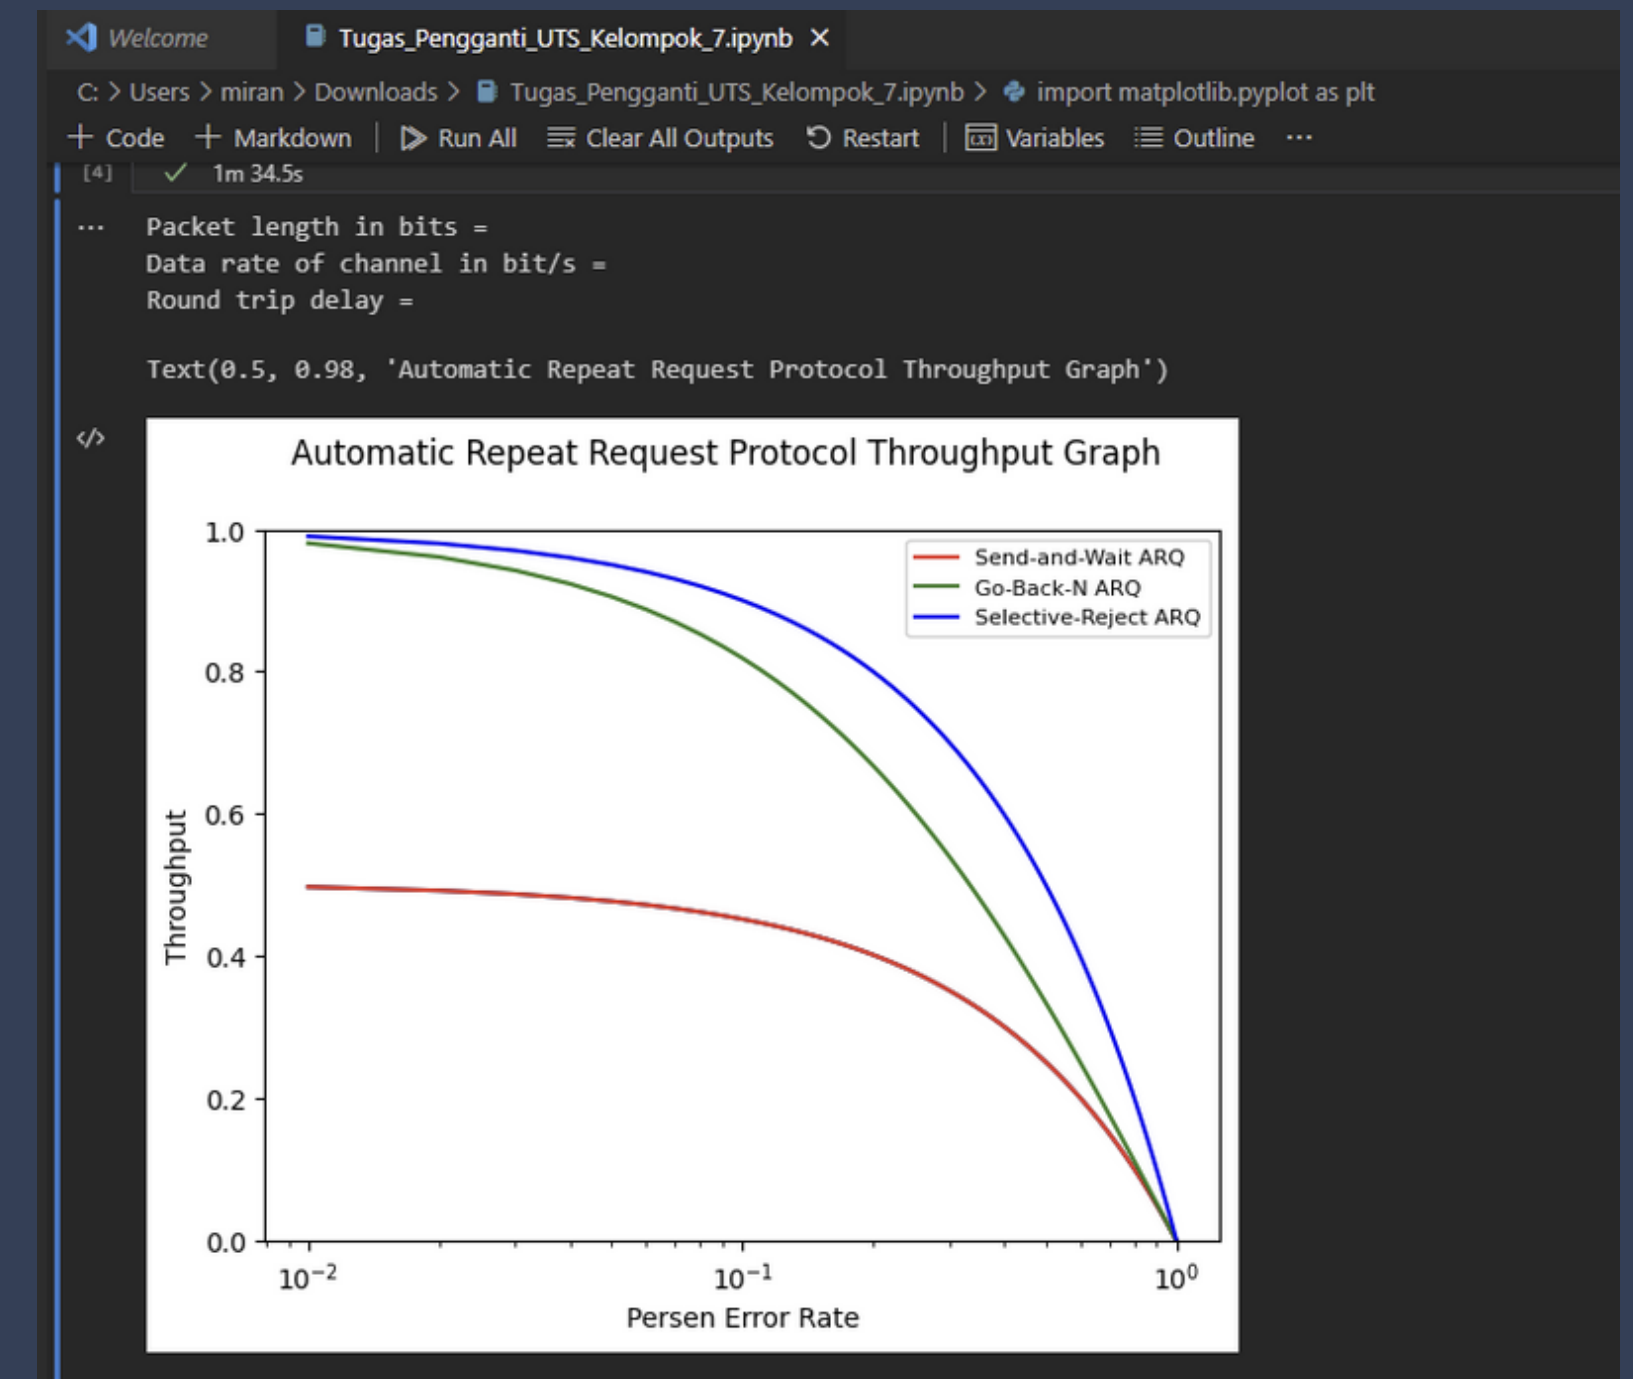 Welcome
Tugas_Pengganti_UTS_Kelompok_7.ipynb ×
C: > Users > miran > Downloads > Tugas_Pengganti_UTS_Kelompok_7.ipynb > import matplotlib.pyplot as plt
+ Code + Markdown | Run All Clear All Outputs Restart | Variables Outline ...
[4] ✓ 1m 34.5s
... Packet length in bits =
Data rate of channel in bit/s =
Round trip delay =
Text(0.5, 0.98, 'Automatic Repeat Request Protocol Throughput Graph')
</>
Automatic Repeat Request Protocol Throughput Graph
Send-and-Wait ARQ
Go-Back-N ARQ
Selective-Reject ARQ
Throughput
1.0
0.8
0.6
0.4
0.2
0.0
10⁻² 10⁻¹ 10⁰
Persen Error Rate